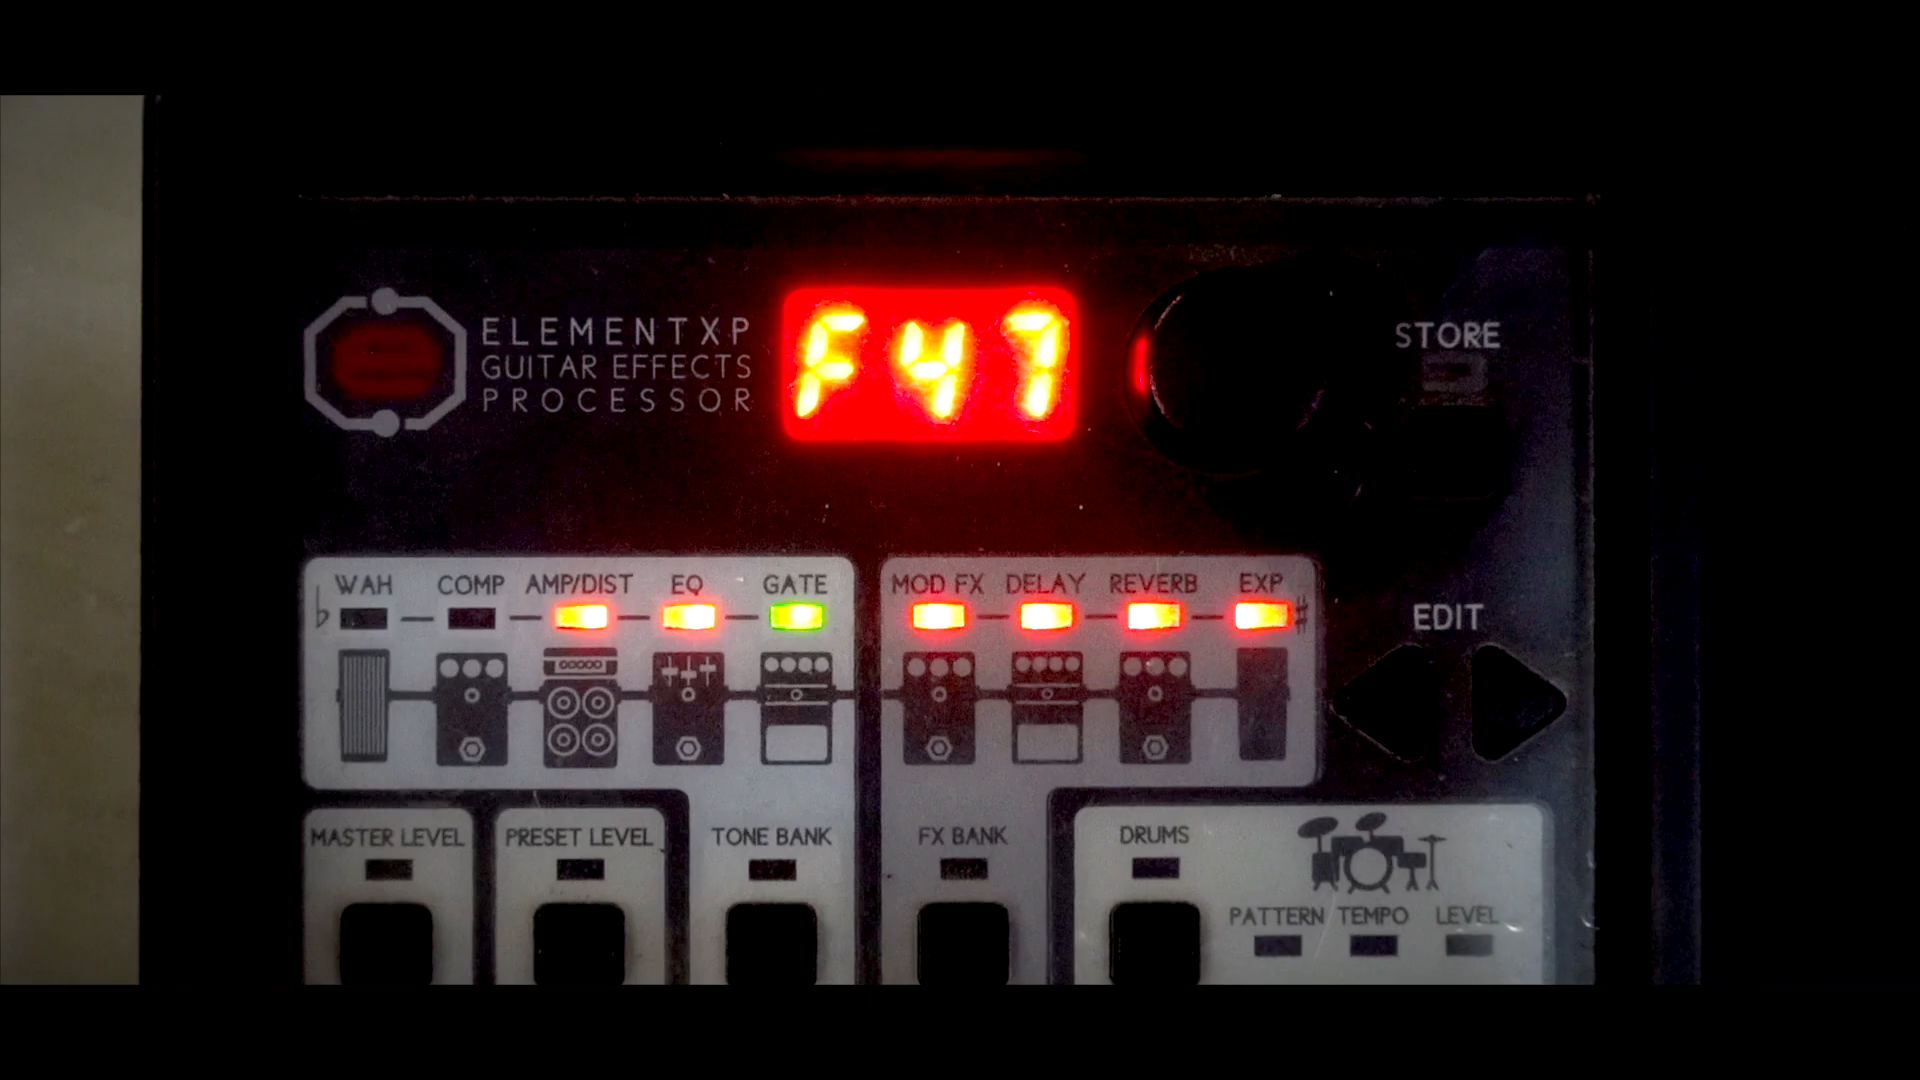 ELEMENTXP
GUITAR EFFECTS
PROCESSOR
F47
STORE
♭ WAH COMP AMP/DIST EQ GATE
MOD FX DELAY REVERB EXP ♯
EDIT
MASTER LEVEL
PRESET LEVEL
TONE BANK
FX BANK
DRUMS
PATTERN TEMPO LEVEL